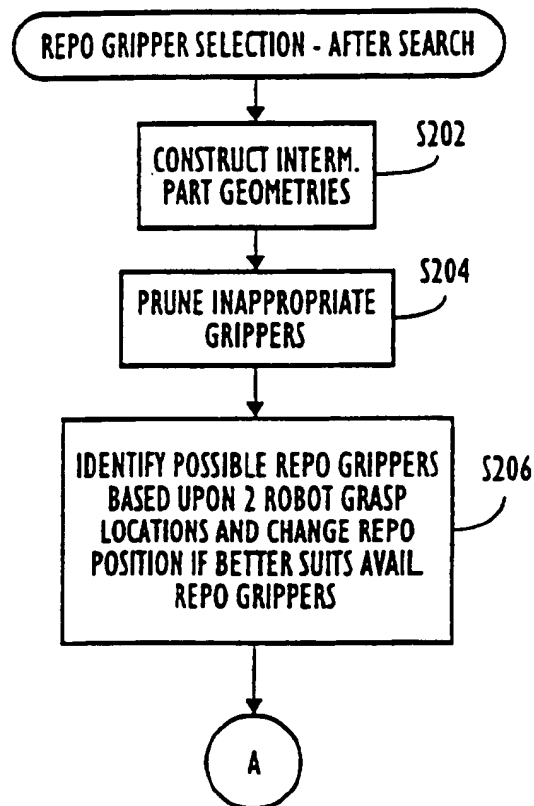 REPO GRIPPER SELECTION - AFTER SEARCH
S202
CONSTRUCT INTERM.
PART GEOMETRIES
S204
PRUNE INAPPROPRIATE
GRIPPERS
S206
IDENTIFY POSSIBLE REPO GRIPPERS
BASED UPON 2 ROBOT GRASP
LOCATIONS AND CHANGE REPO
POSITION IF BETTER SUITS AVAIL.
REPO GRIPPERS
A